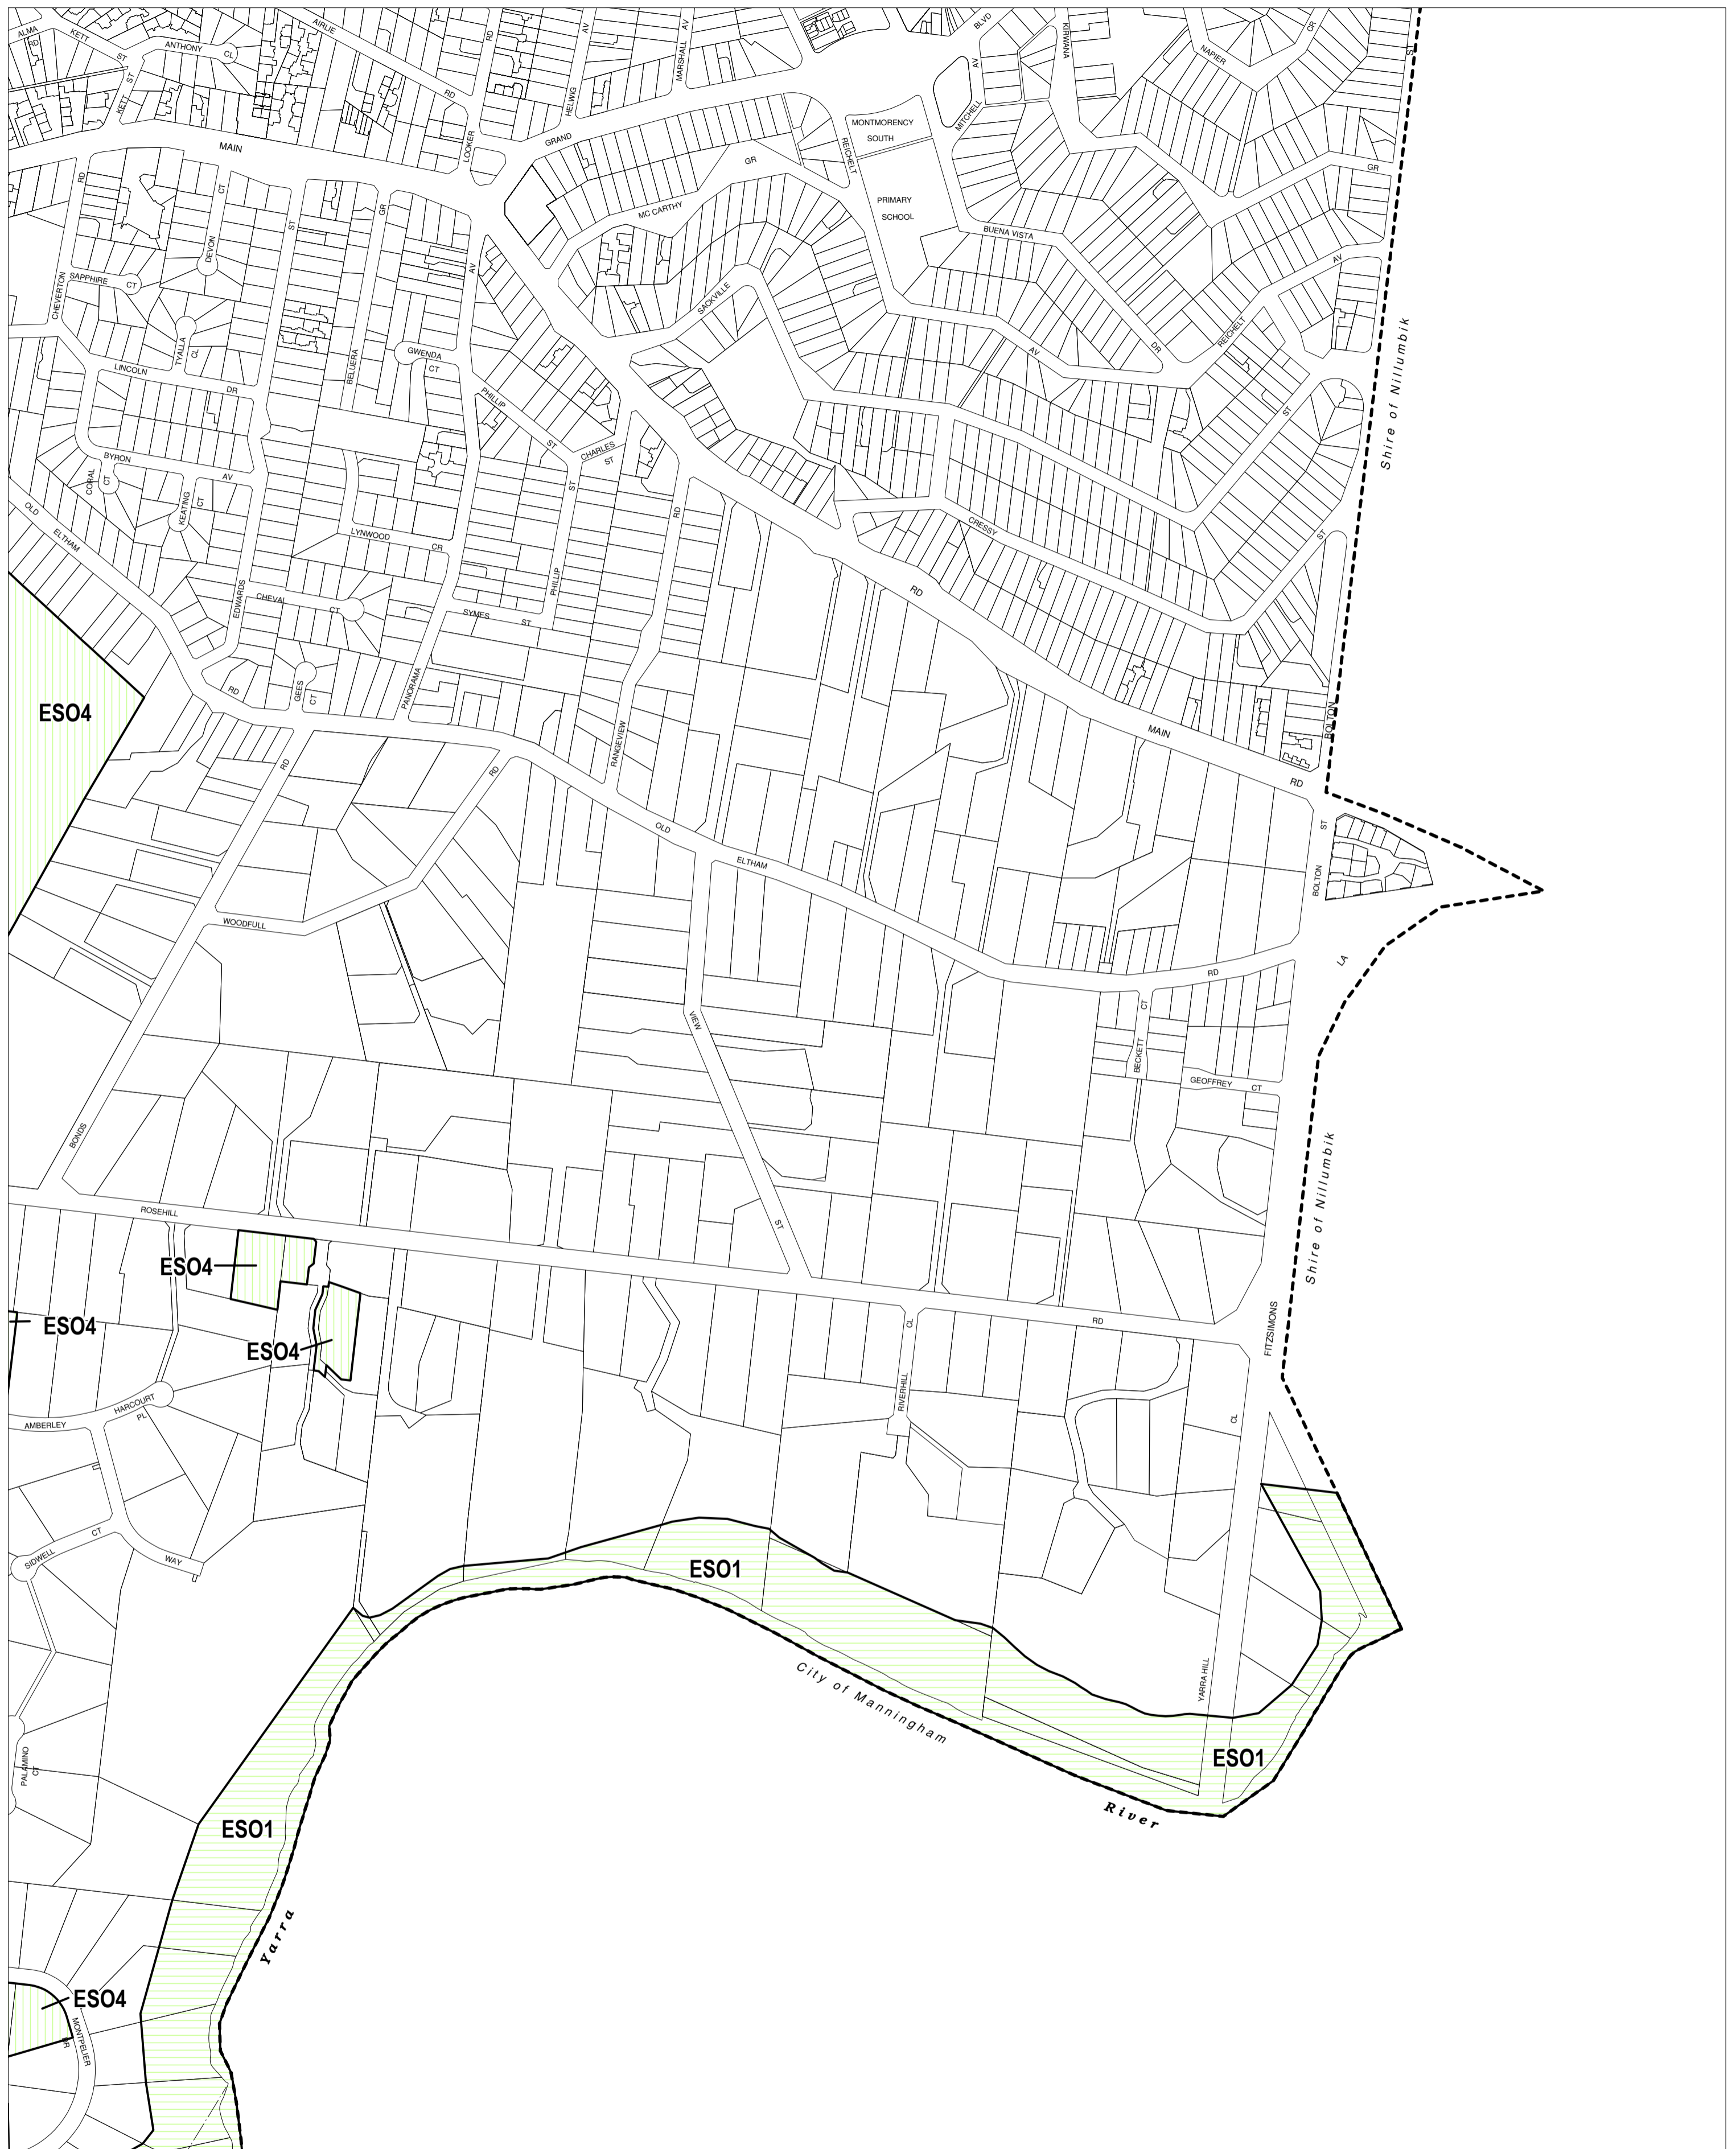 ALMA
RD
KETT
ST
ANTHONY
CL
KETT
ST
AIRLIE
RD
RD
LOOKER
AV
HELWIG
AV
MARSHALL
BLVD
AV
MITCHELL
KIRWANA
NAPIER
CR
ST
MAIN
GRAND
GR
MC CARTHY
REICHELT
MONTMORENCY
SOUTH
PRIMARY
SCHOOL
BUENA VISTA
DR
GR
AV
REICHELT
RD
CHEVERTON
SAPPHIRE
CT
CT
DEVON
ST
GR
BELUERA
AV
TYALLA
CL
LINCOLN
DR
GWENDA
CT
SACKVILLE
AV
ST
PHILLIP
ST
CHARLES
ST
BYRON
AV
CORAL
CT
KEATING
CT
OLD
ELTHAM
LYNWOOD
CR
ST
PHILLIP
RD
CRESSY
ST
RD
EDWARDS
CHEVAL
CT
SYMES
ST
RD
GEES
CT
PANORAMA
RANGEVIEW
ESO4
RD
RD
MAIN
RD
BOLTON
Shire of Nillumbik
OLD
ELTHAM
ST
BOLTON
WOODFULL
RD
LA
VIEW
CT
BECKETT
GEOFFREY
CT
BONDS
ROSEHILL
ST
Shire of Nillumbik
ESO4
ESO4
ESO4
CL
RIVERHILL
RD
FITZSIMONS
HARCOURT
PL
AMBERLEY
CL
SIDWELL
CT
WAY
ESO1
YARRA HILL
City of Manningham
PALAMINO
CT
ESO1
River
ESO1
Yarra
ESO4
MONTPELIER
DR